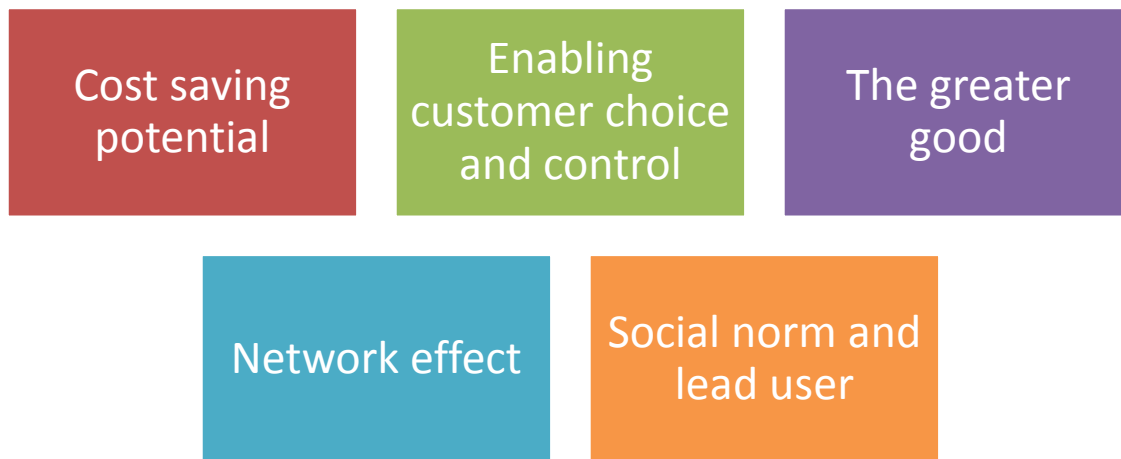 Cost saving
potential
Enabling
customer choice
and control
The greater
good
Network effect
Social norm and
lead user